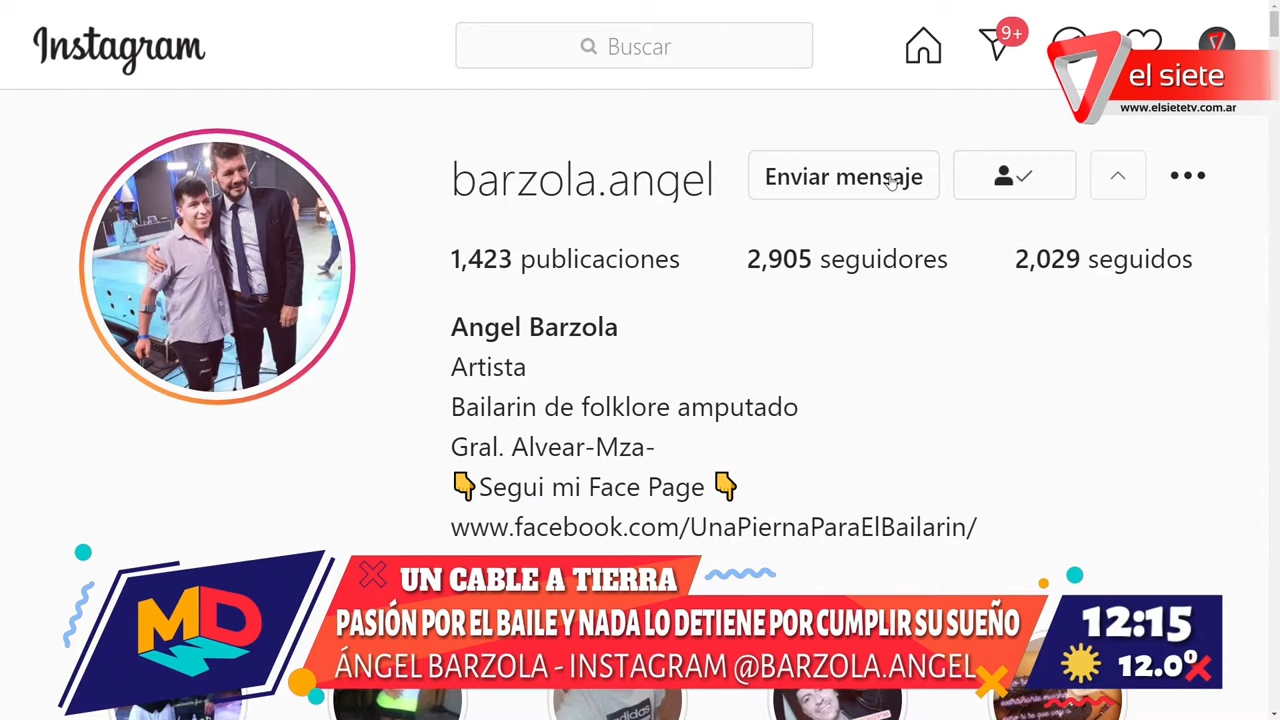 Instagram
Buscar
9+
el siete
www.elsietetv.com.ar
barzola.angel
Enviar mensaje
1,423 publicaciones
2,905 seguidores
2,029 seguidos
Angel Barzola
Artista
Bailarin de folklore amputado
Gral. Alvear-Mza-
👇Segui mi Face Page 👇
www.facebook.com/UnaPiernaParaElBailarin/
UN CABLE A TIERRA
MD
PASIÓN POR EL BAILE Y NADA LO DETIENE POR CUMPLIR SU SUEÑO
ÁNGEL BARZOLA - INSTAGRAM @BARZOLA.ANGEL
12:15
12.0º
adidas